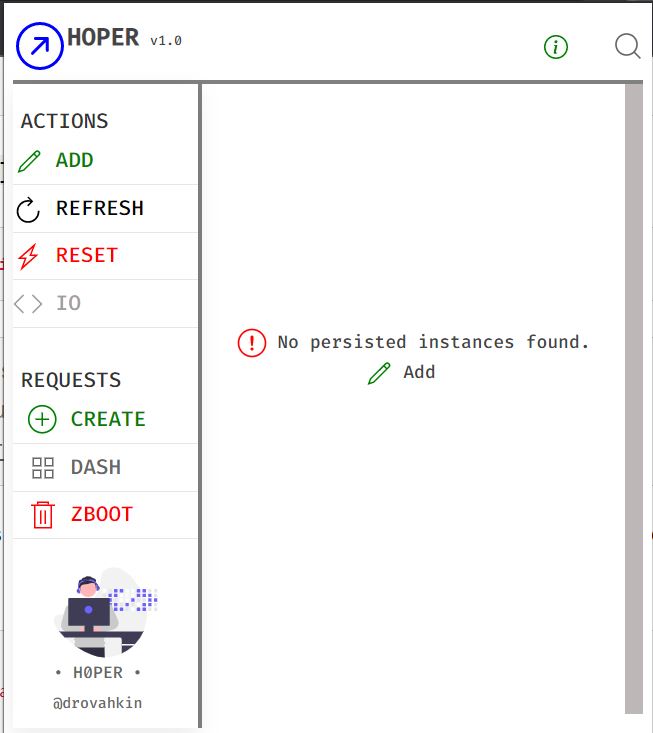 HOPER v1.0
ACTIONS
ADD
REFRESH
RESET
IO
REQUESTS
CREATE
DASH
ZBOOT
• H0PER •
@drovahkin
No persisted instances found.
Add